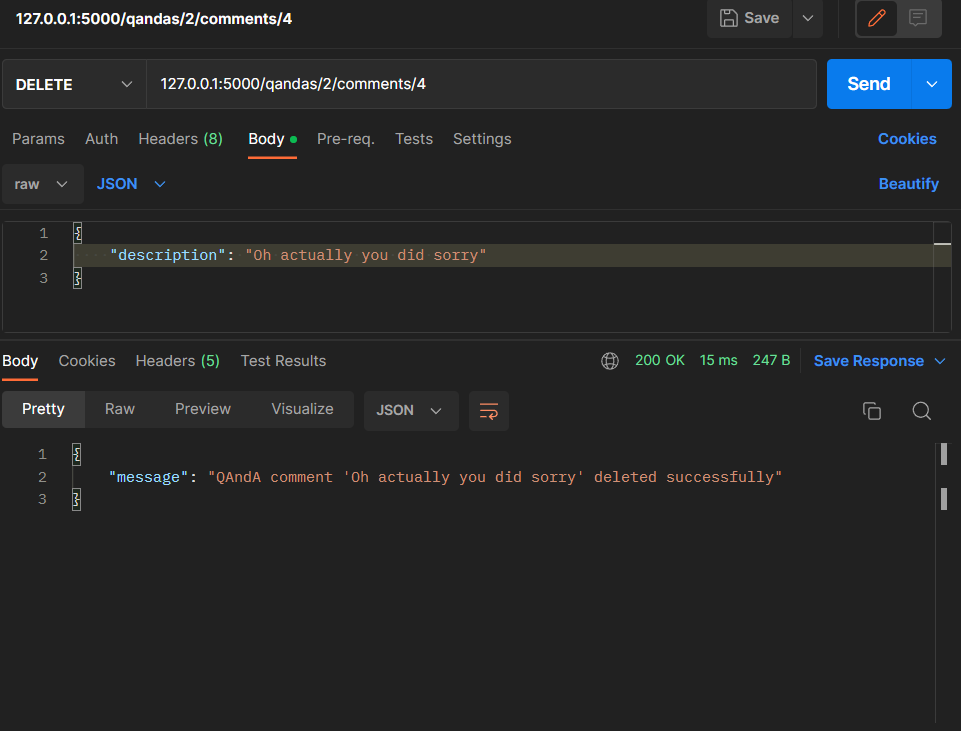 127.0.0.1:5000/qandas/2/comments/4
Save
DELETE 127.0.0.1:5000/qandas/2/comments/4 Send
Params Auth Headers (8) Body Pre-req. Tests Settings Cookies
raw JSON Beautify
1 {
2 "description": "Oh actually you did sorry"
3 }
Body Cookies Headers (5) Test Results 200 OK 15 ms 247 B Save Response
Pretty Raw Preview Visualize JSON
1 {
2 "message": "QAndA comment 'Oh actually you did sorry' deleted successfully"
3 }